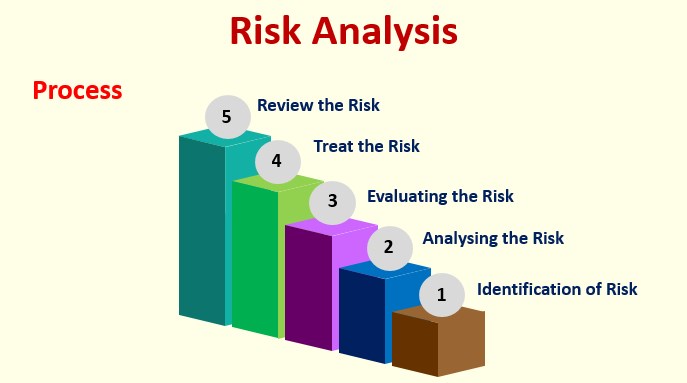 Risk Analysis
Process
5
Review the Risk
4
Treat the Risk
3
Evaluating the Risk
2
Analysing the Risk
1
Identification of Risk